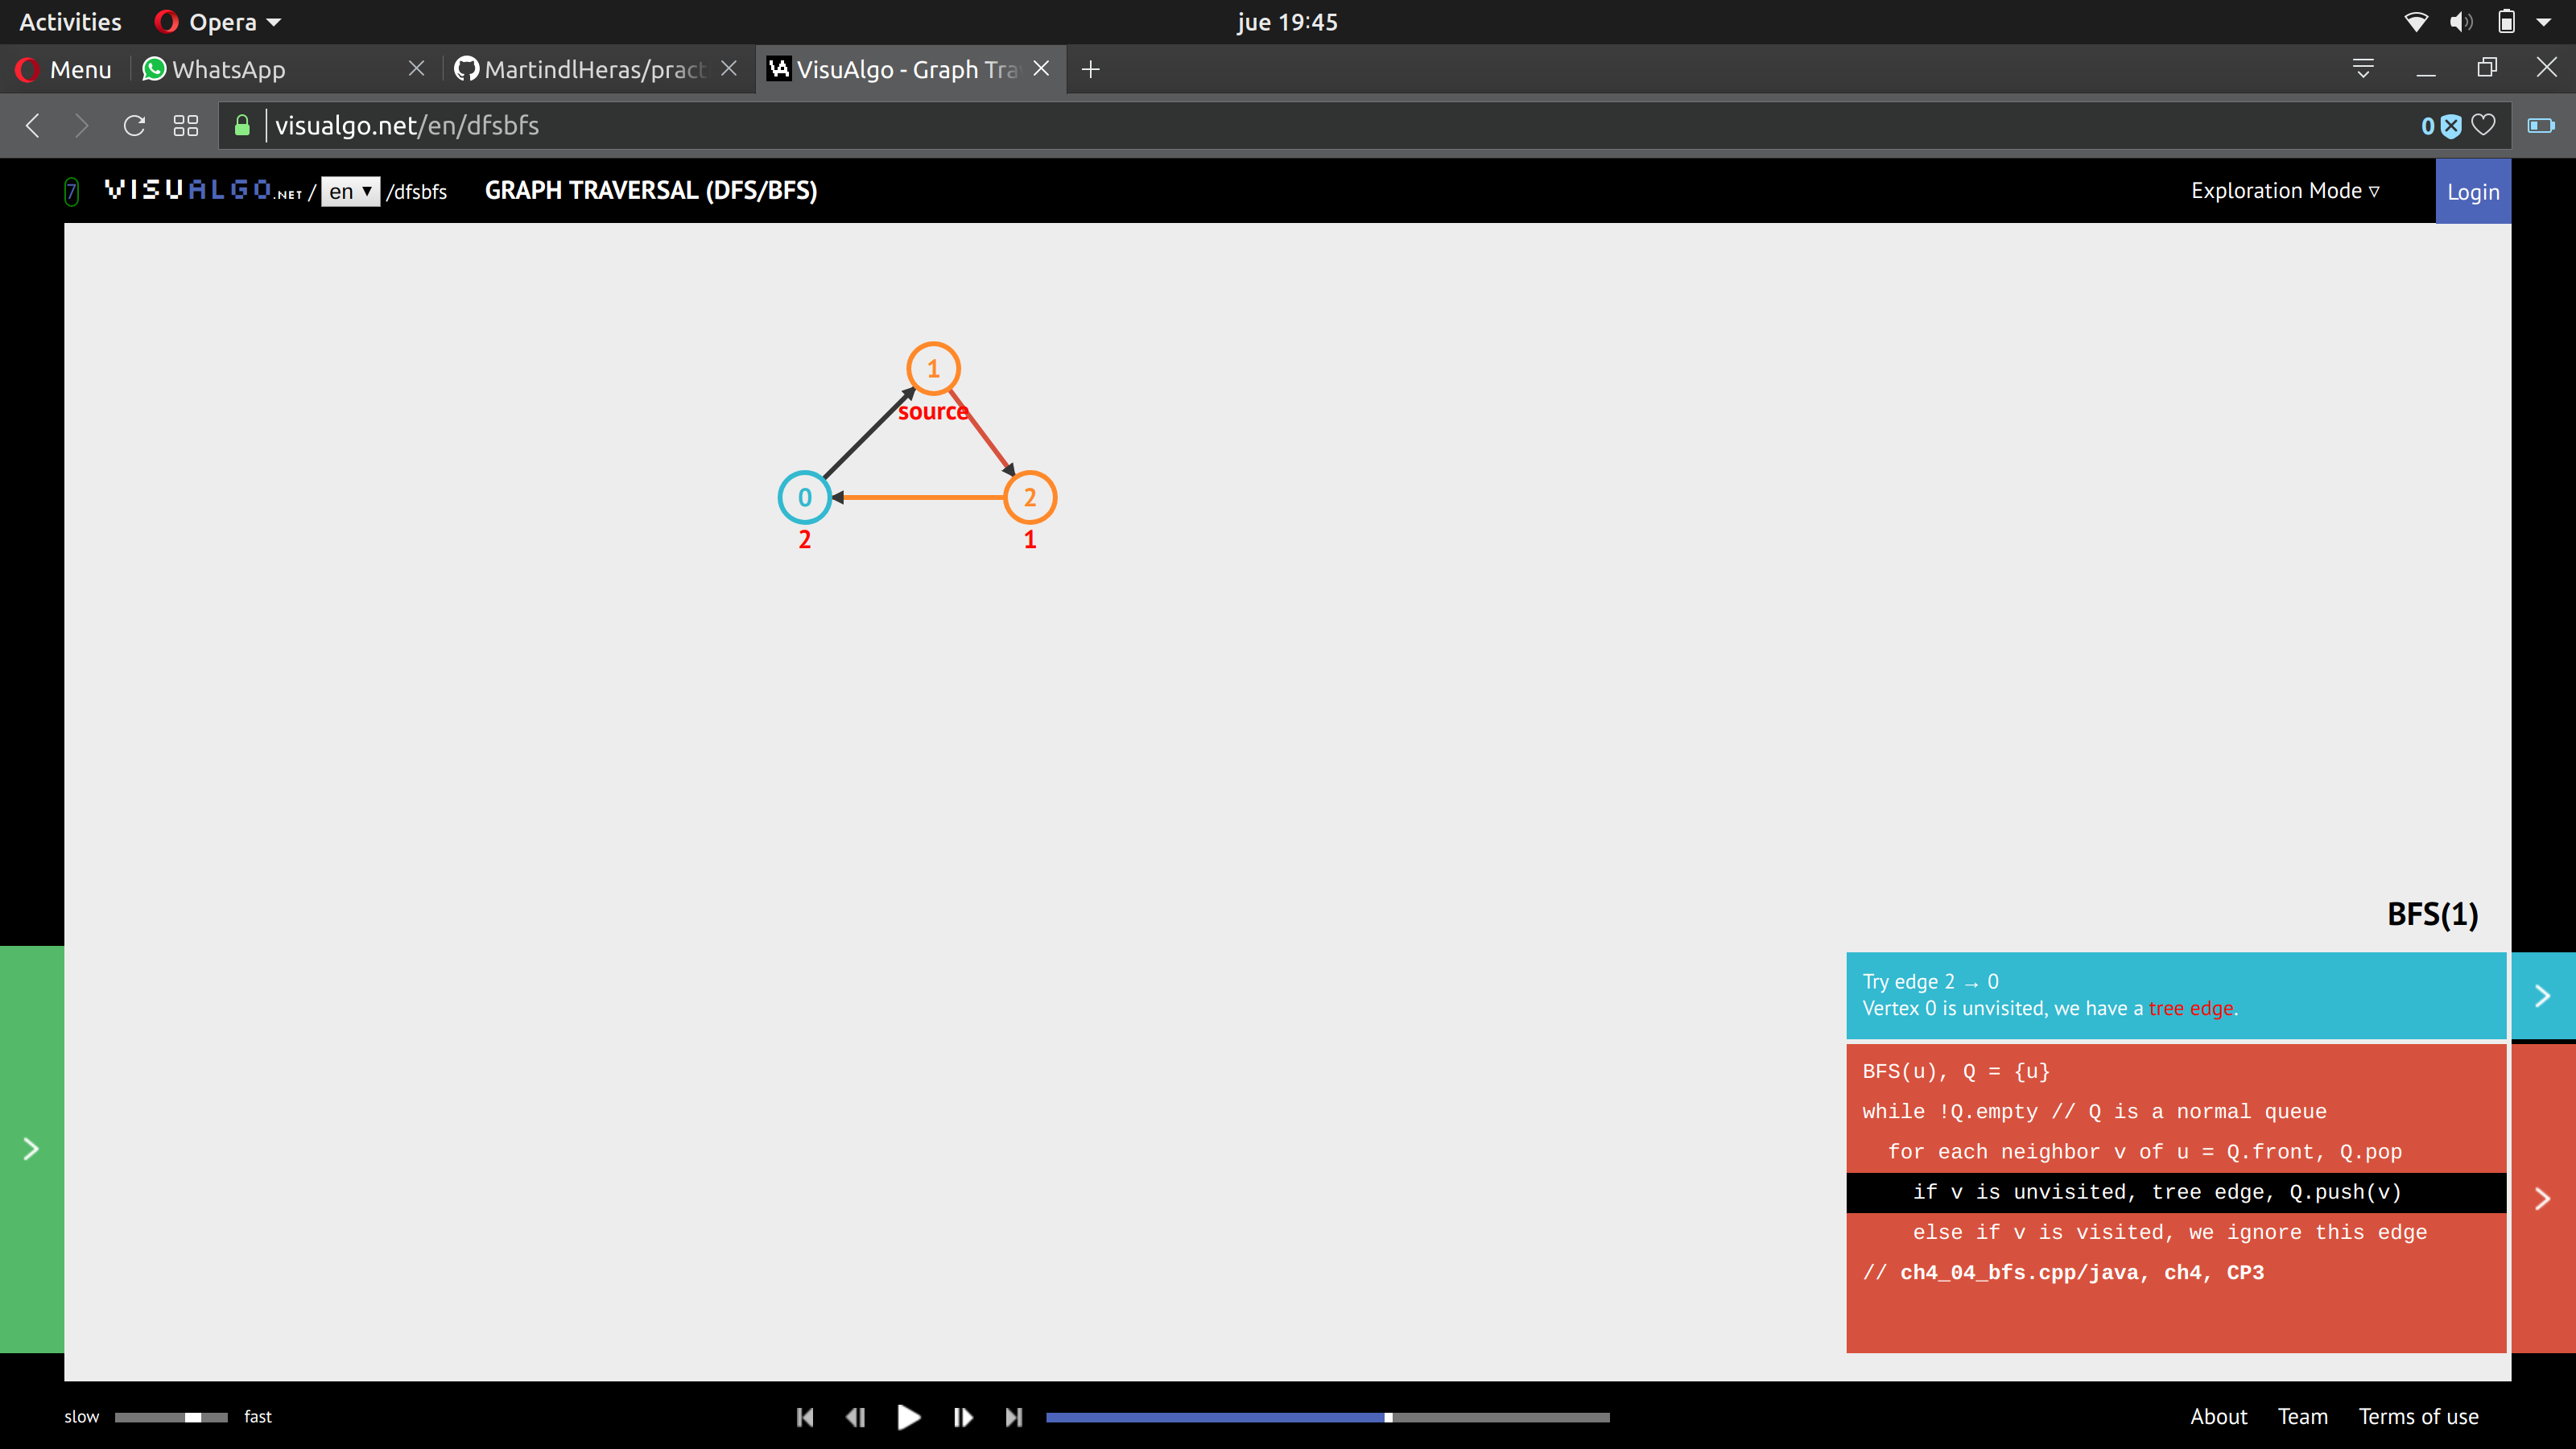 Activities Opera jue 19:45
Menu WhatsApp MartindlHeras/pract VisuAlgo - Graph Tra
visualgo.net/en/dfsbfs 0
7 VISUALGO.NET / en /dfsbfs GRAPH TRAVERSAL (DFS/BFS) Exploration Mode ▿ Login
1
source
0 2
2 1
BFS(1)
Try edge 2 → 0
Vertex 0 is unvisited, we have a tree edge.
BFS(u), Q = {u}
while !Q.empty // Q is a normal queue
for each neighbor v of u = Q.front, Q.pop
if v is unvisited, tree edge, Q.push(v)
else if v is visited, we ignore this edge
// ch4_04_bfs.cpp/java, ch4, CP3
slow fast About Team Terms of use